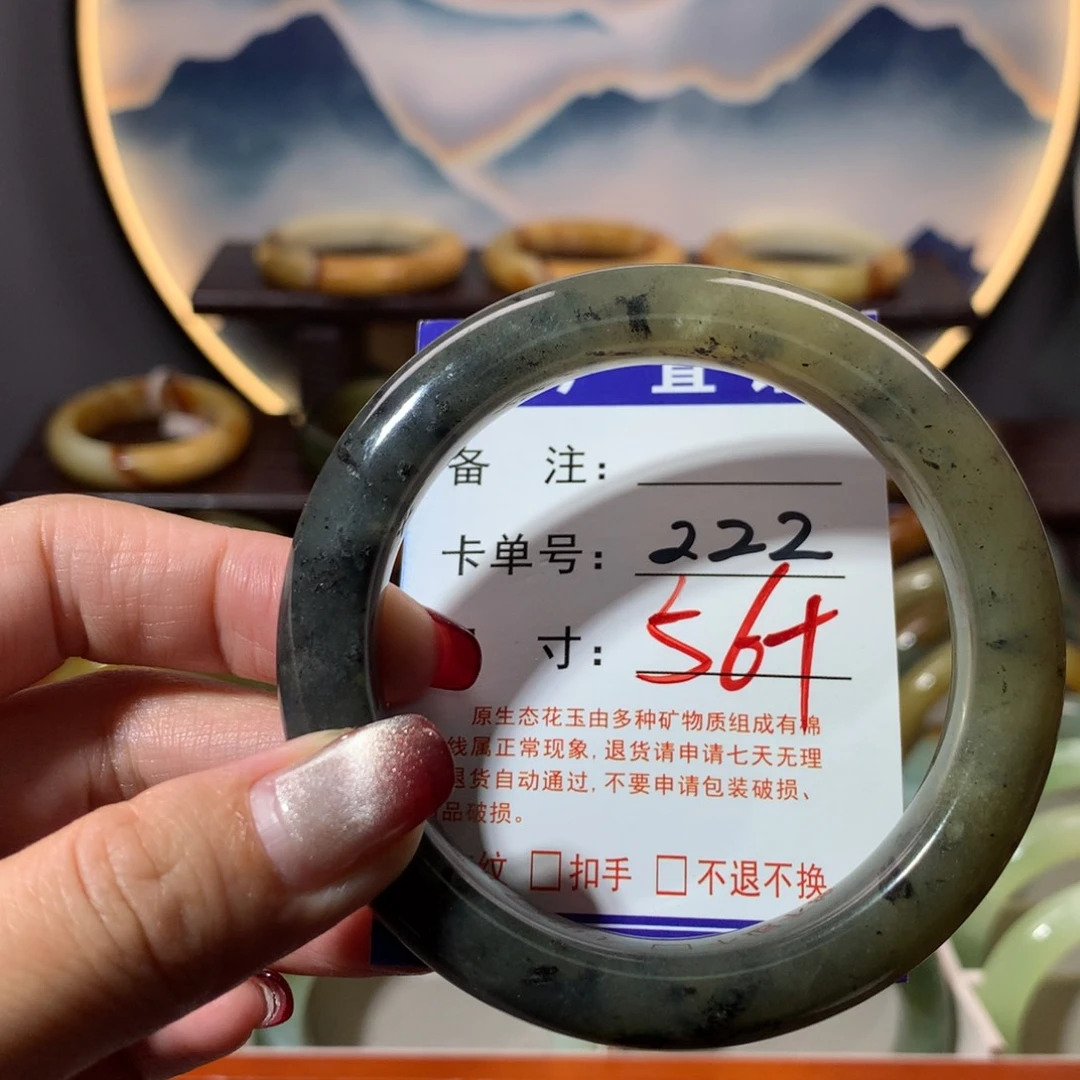 直
备 注：
卡单号：222
寸：56+
原生态花玉由多种矿物质组成有棉
线属正常现象，退货请申请七天无理
退货自动通过，不要申请包装破损、
品破损。
纹 □扣手 □不退不换